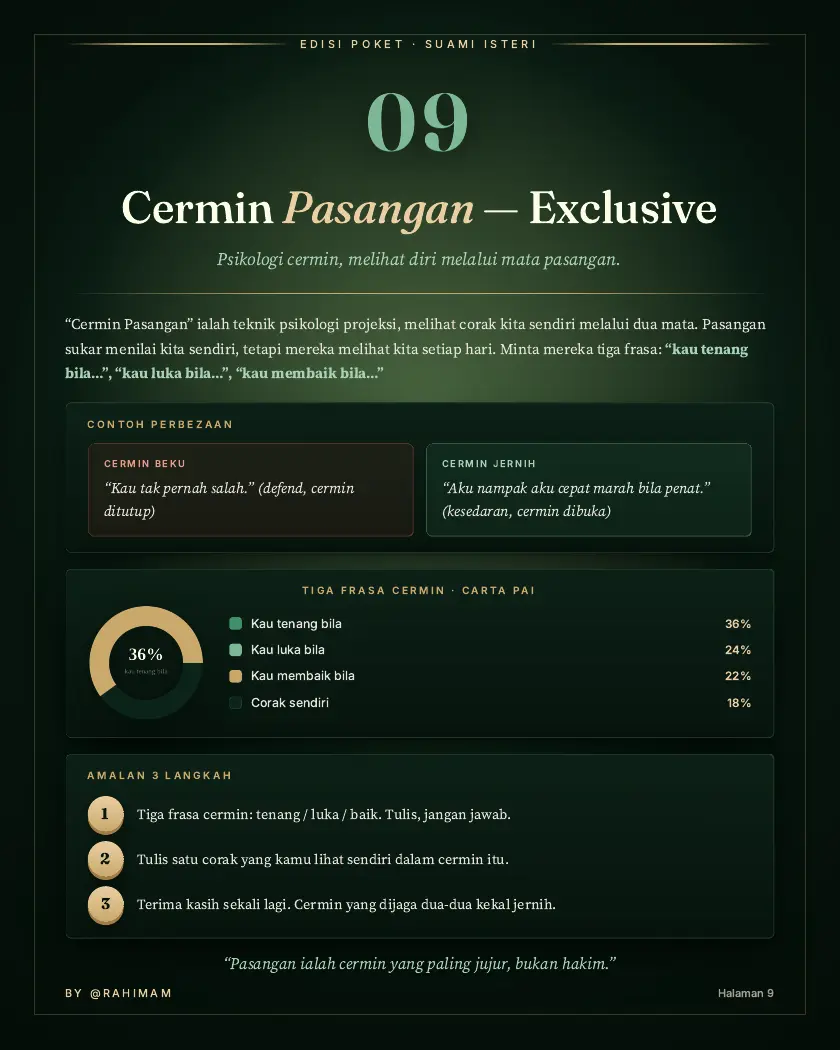 EDISI POKET · SUAMI ISTERI
09
Cermin Pasangan — Exclusive
Psikologi cermin, melihat diri melalui mata pasangan.
“Cermin Pasangan” ialah teknik psikologi projeksi, melihat corak kita sendiri melalui dua mata. Pasangan
sukar menilai kita sendiri, tetapi mereka melihat kita setiap hari. Minta mereka tiga frasa: “kau tenang
bila...”, “kau luka bila...”, “kau membaik bila...”
CONTOH PERBEZAAN
CERMIN BEKU
“Kau tak pernah salah.” (defend, cermin
ditutup)
CERMIN JERNIH
“Aku nampak aku cepat marah bila penat.”
(kesedaran, cermin dibuka)
TIGA FRASA CERMIN · CARTA PAI
36%
kau tenang bila
Kau tenang bila 36%
Kau luka bila 24%
Kau membaik bila 22%
Corak sendiri 18%
AMALAN 3 LANGKAH
1 Tiga frasa cermin: tenang / luka / baik. Tulis, jangan jawab.
2 Tulis satu corak yang kamu lihat sendiri dalam cermin itu.
3 Terima kasih sekali lagi. Cermin yang dijaga dua-dua kekal jernih.
“Pasangan ialah cermin yang paling jujur, bukan hakim.”
BY @RAHIMAM
Halaman 9